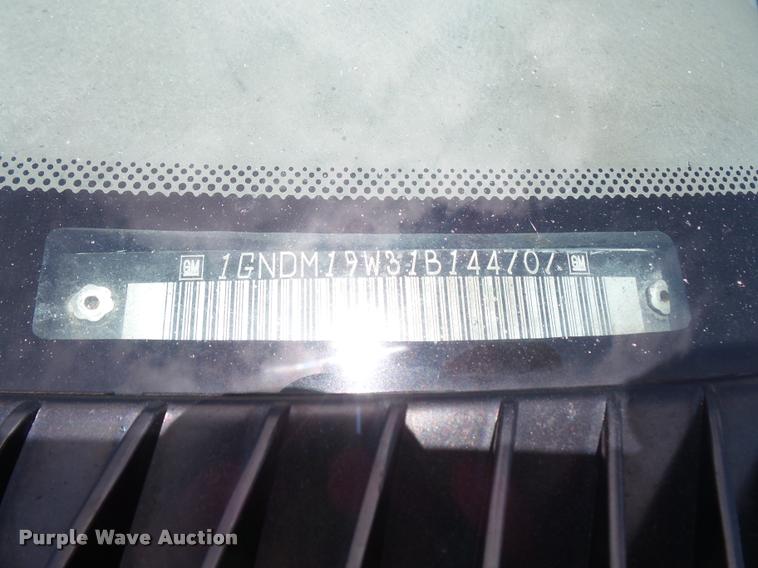 GM 1GNDM19W31B144707 GM
Purple Wave Auction